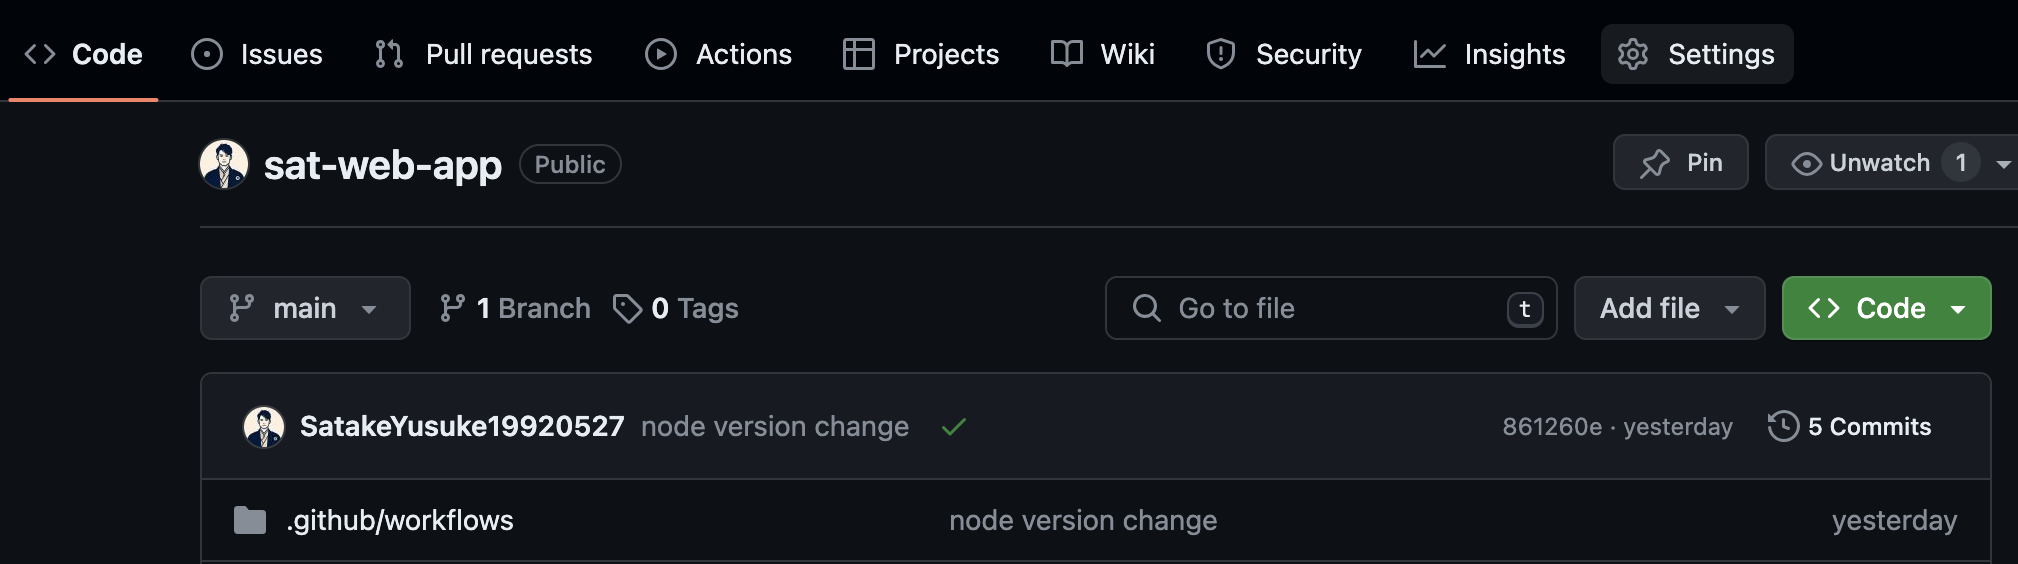 Code Issues Pull requests Actions Projects Wiki Security Insights Settings
sat-web-app Public Pin Unwatch 1
main 1 Branch 0 Tags Go to file t Add file Code
SatakeYusuke19920527 node version change 861260e · yesterday 5 Commits
.github/workflows node version change yesterday